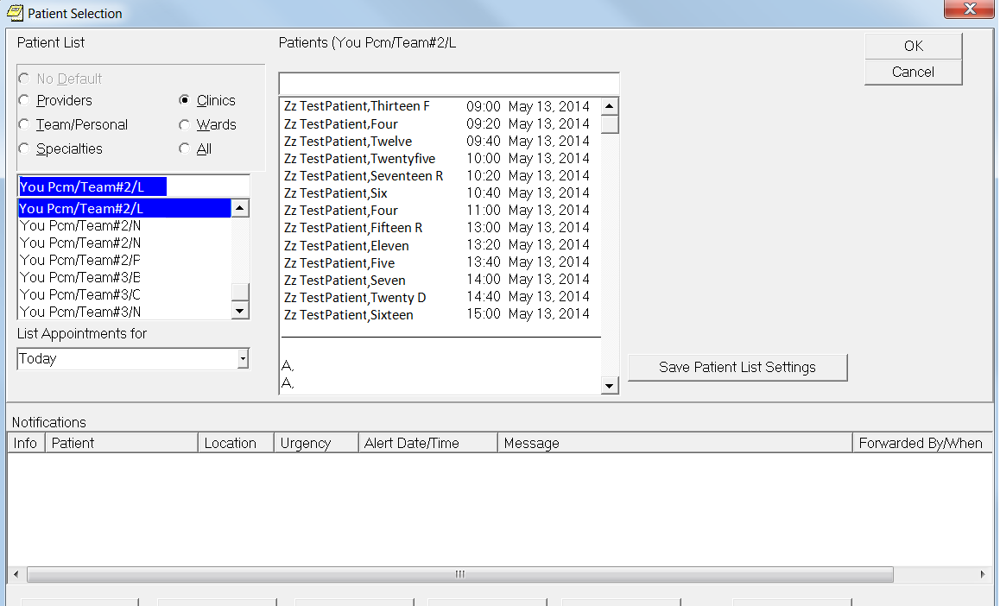 Patient Selection
Patient List
No Default
Providers
Clinics
Team/Personal
Wards
Specialties
All
You Pcm/Team#2/L
You Pcm/Team#2/L
You Pcm/Team#2/N
You Pcm/Team#2/N
You Pcm/Team#2/P
You Pcm/Team#3/B
You Pcm/Team#3/C
You Pcm/Team#3/N
List Appointments for
Today
Patients (You Pcm/Team#2/L
Zz TestPatient,Thirteen F 09:00 May 13, 2014
Zz TestPatient,Four 09:20 May 13, 2014
Zz TestPatient,Twelve 09:40 May 13, 2014
Zz TestPatient,Twentyfive 10:00 May 13, 2014
Zz TestPatient,Seventeen R 10:20 May 13, 2014
Zz TestPatient,Six 10:40 May 13, 2014
Zz TestPatient,Four 11:00 May 13, 2014
Zz TestPatient,Fifteen R 13:00 May 13, 2014
Zz TestPatient,Eleven 13:20 May 13, 2014
Zz TestPatient,Five 13:40 May 13, 2014
Zz TestPatient,Seven 14:00 May 13, 2014
Zz TestPatient,Twenty D 14:40 May 13, 2014
Zz TestPatient,Sixteen 15:00 May 13, 2014
A,
A,
OK
Cancel
Save Patient List Settings
Notifications
Info Patient Location Urgency Alert Date/Time Message Forwarded By/When